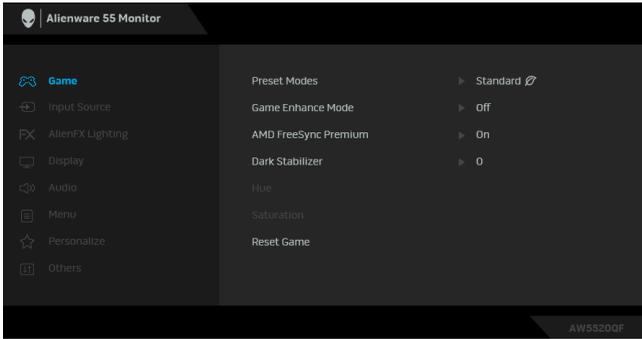 Alienware 55 Monitor
Game
Input Source
AlienFX Lighting
Display
Audio
Menu
Personalize
Others
Preset Modes Standard
Game Enhance Mode Off
AMD FreeSync Premium On
Dark Stabilizer 0
Hue
Saturation
Reset Game
AW5520QF